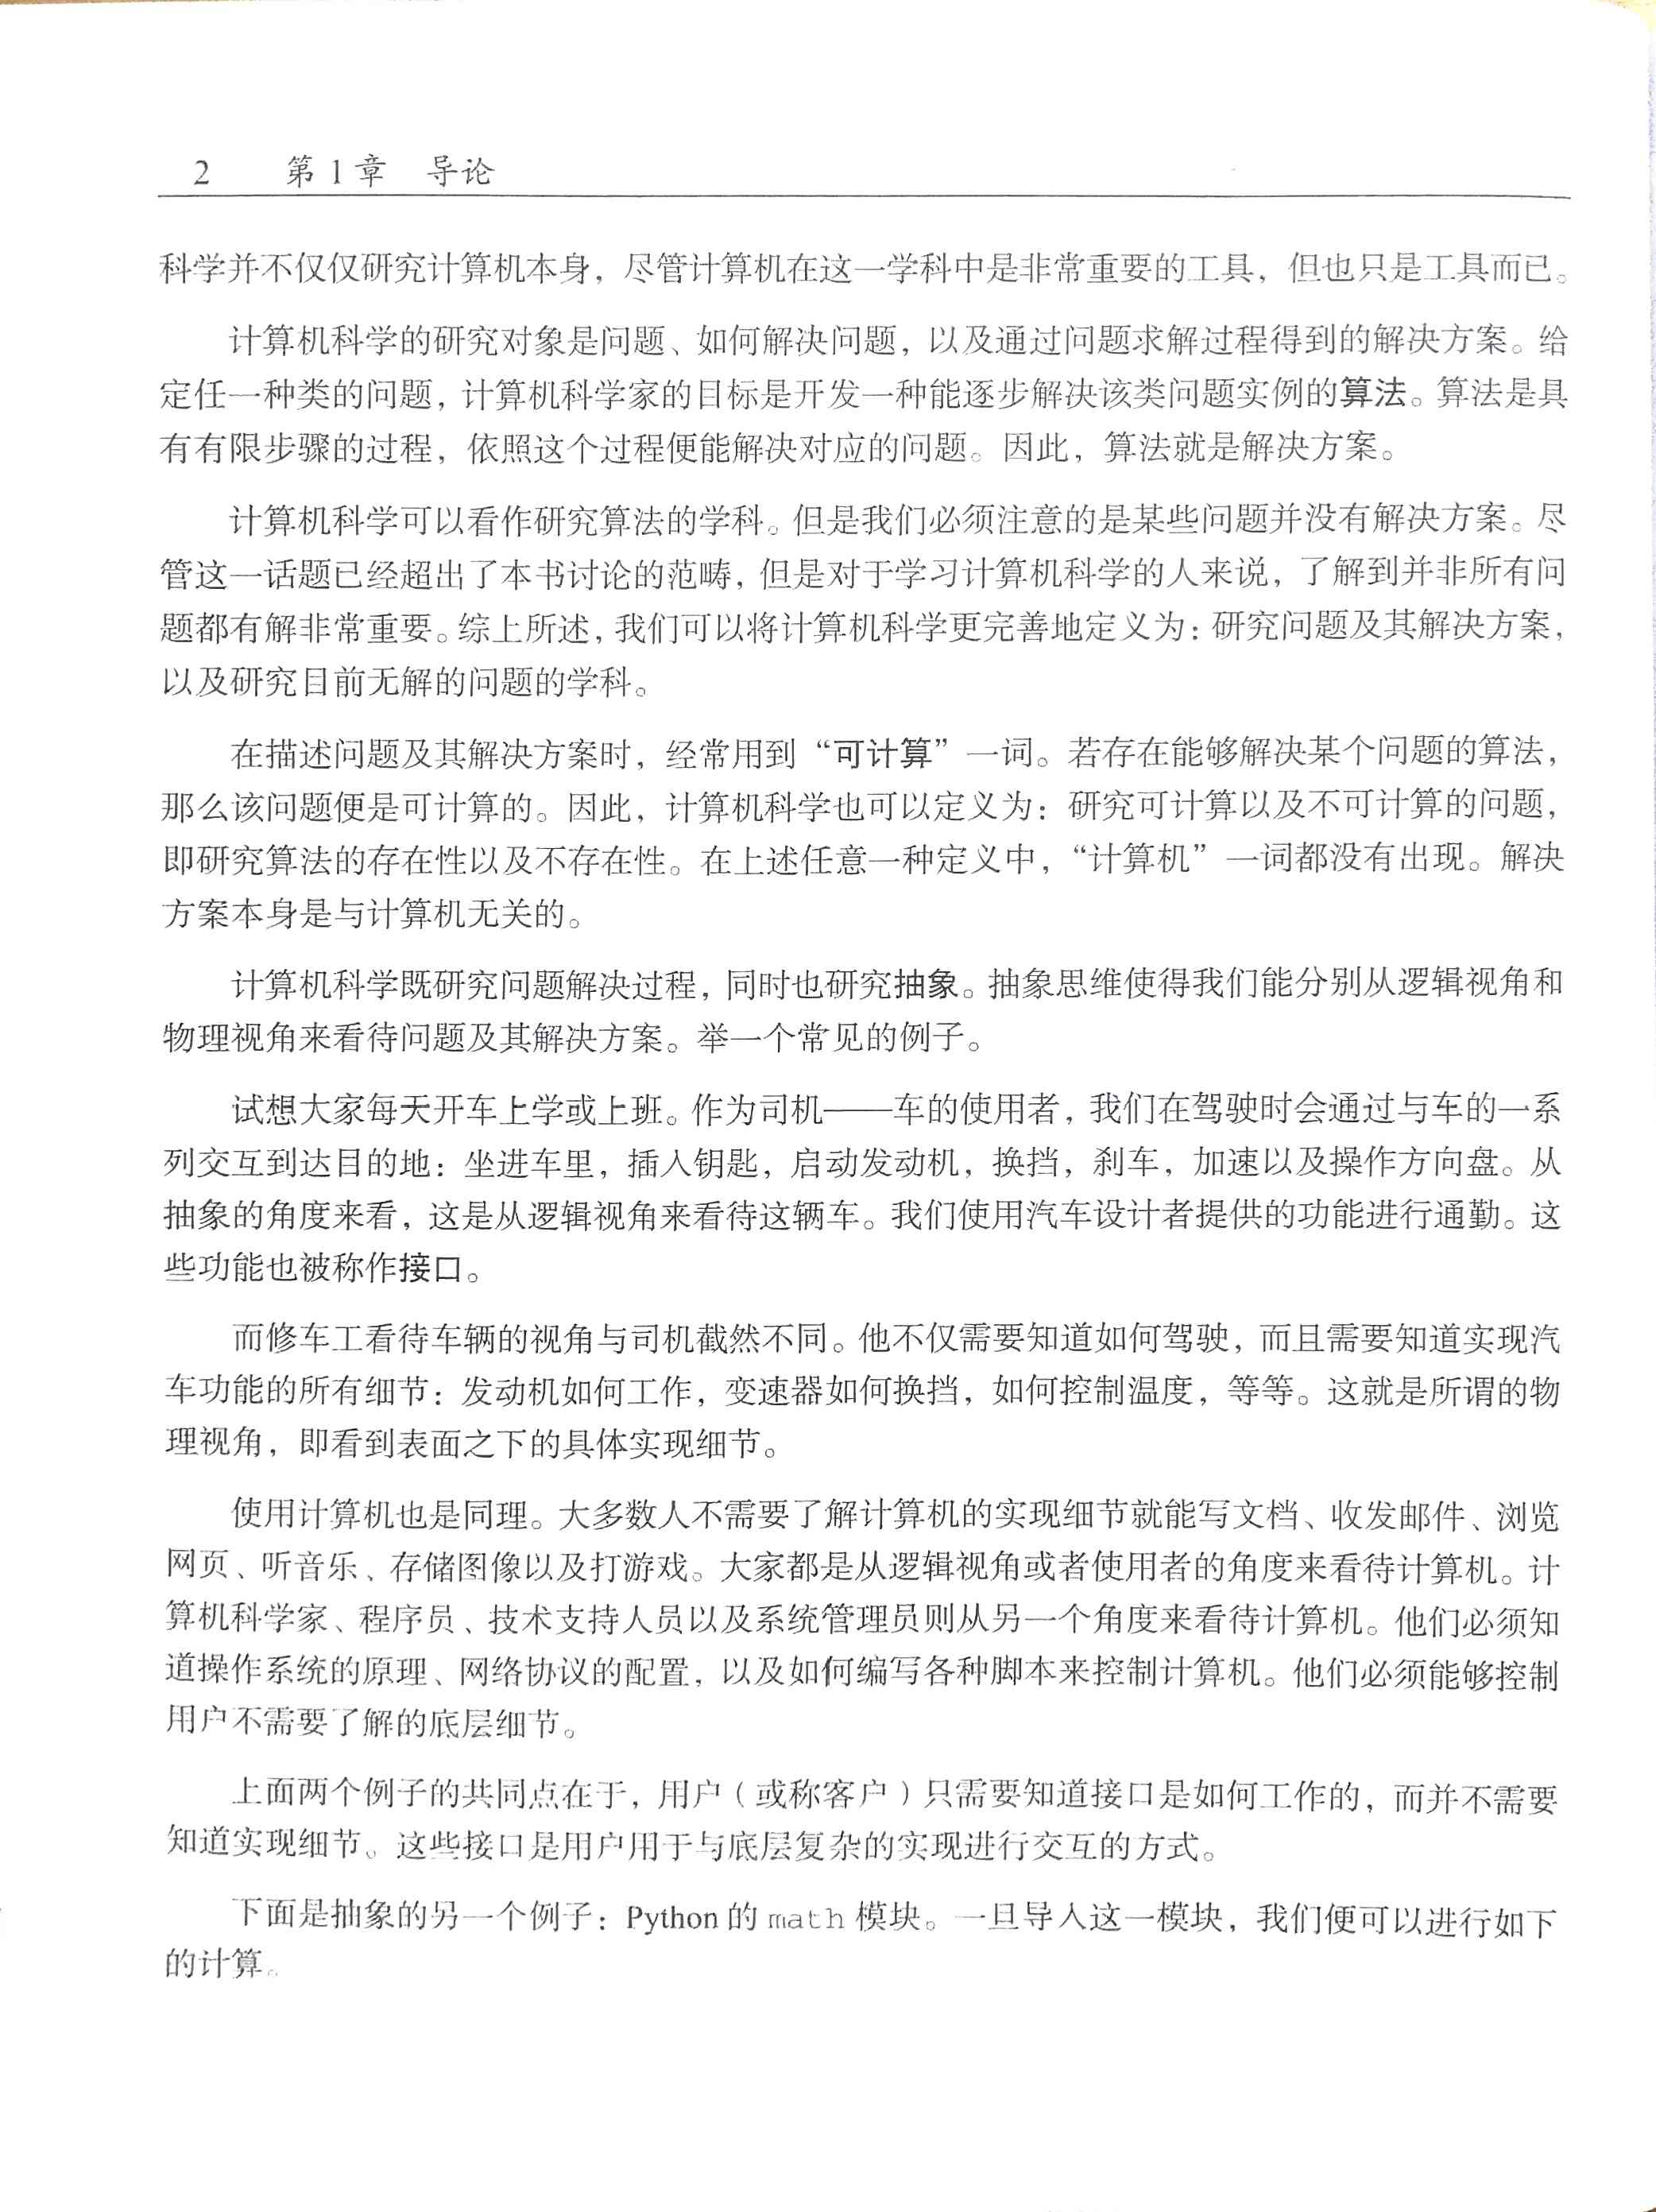 2 第1章 导论
科学并不仅仅研究计算机本身，尽管计算机在这一学科中是非常重要的工具，但也只是工具而已。
计算机科学的研究对象是问题、如何解决问题，以及通过问题求解过程得到的解决方案。给
定任一种类的问题，计算机科学家的目标是开发一种能逐步解决该类问题实例的算法。算法是具
有有限步骤的过程，依照这个过程便能解决对应的问题。因此，算法就是解决方案。
计算机科学可以看作研究算法的学科。但是我们必须注意的是某些问题并没有解决方案。尽
管这一话题已经超出了本书讨论的范畴，但是对于学习计算机科学的人来说，了解到并非所有问
题都有解非常重要。综上所述，我们可以将计算机科学更完善地定义为：研究问题及其解决方案，
以及研究目前无解的问题的学科。
在描述问题及其解决方案时，经常用到“可计算”一词。若存在能够解决某个问题的算法，
那么该问题便是可计算的。因此，计算机科学也可以定义为：研究可计算以及不可计算的问题，
即研究算法的存在性以及不存在性。在上述任意一种定义中，“计算机”一词都没有出现。解决
方案本身是与计算机无关的。
计算机科学既研究问题解决过程，同时也研究抽象。抽象思维使得我们能分别从逻辑视角和
物理视角来看待问题及其解决方案。举一个常见的例子。
试想大家每天开车上学或上班。作为司机——车的使用者，我们在驾驶时会通过与车的一系
列交互到达目的地：坐进车里，插入钥匙，启动发动机，换挡，刹车，加速以及操作方向盘。从
抽象的角度来看，这是从逻辑视角来看待这辆车。我们使用汽车设计者提供的功能进行通勤。这
些功能也被称作接口。
而修车工看待车辆的视角与司机截然不同。他不仅需要知道如何驾驶，而且需要知道实现汽
车功能的所有细节：发动机如何工作，变速器如何换挡，如何控制温度，等等。这就是所谓的物
理视角，即看到表面之下的具体实现细节。
使用计算机也是同理。大多数人不需要了解计算机的实现细节就能写文档、收发邮件、浏览
网页、听音乐、存储图像以及打游戏。大家都是从逻辑视角或者使用者的角度来看待计算机。计
算机科学家、程序员、技术支持人员以及系统管理员则从另一个角度来看待计算机。他们必须知
道操作系统的原理、网络协议的配置，以及如何编写各种脚本来控制计算机。他们必须能够控制
用户不需要了解的底层细节。
上面两个例子的共同点在于，用户（或称客户）只需要知道接口是如何工作的，而并不需要
知道实现细节。这些接口是用户用于与底层复杂的实现进行交互的方式。
下面是抽象的另一个例子：Python 的 math 模块。一旦导入这一模块，我们便可以进行如下
的计算。